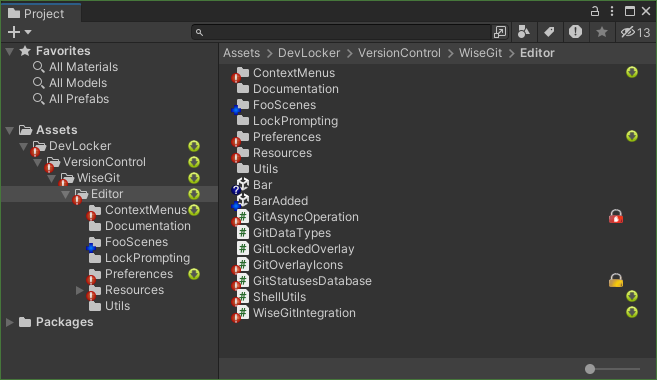 Project
13
Favorites
All Materials
All Models
All Prefabs
Assets
DevLocker
VersionControl
WiseGit
Editor
ContextMenus
Documentation
FooScenes
LockPrompting
Preferences
Resources
Utils
Packages
Assets > DevLocker > VersionControl > WiseGit > Editor
ContextMenus
Documentation
FooScenes
LockPrompting
Preferences
Resources
Utils
Bar
BarAdded
GitAsyncOperation
GitDataTypes
GitLockedOverlay
GitOverlayIcons
GitStatusesDatabase
ShellUtils
WiseGitIntegration